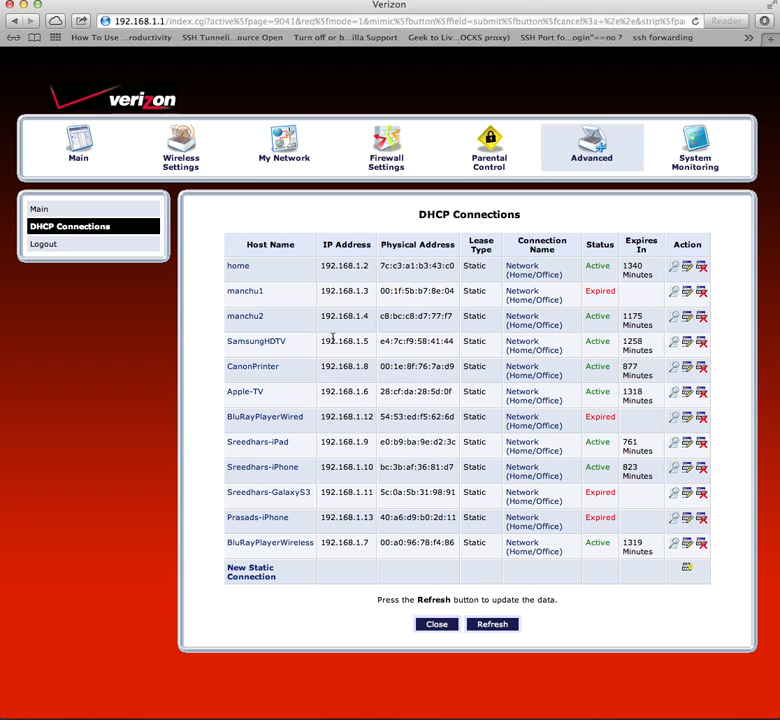 Verizon
192.168.1.1/index.cgi?active%5fpage=9041&req%5fmode=1&mimic%5fbutton%5ffield=submit%5fbutton%5fcancel%3a+%2e%2e&strip%5fpa Reader
How To Use ...roductivity SSH Tunneli...ource Open Turn off or b...illa Support Geek to Liv...OCKS proxy) SSH Port fo...ogin"==no ? ssh forwarding
verizon
Main Wireless Settings My Network Firewall Settings Parental Control Advanced System Monitoring
Main
DHCP Connections
Logout
DHCP Connections
Host Name IP Address Physical Address Lease Type Connection Name Status Expires In Action
home 192.168.1.2 7c:c3:a1:b3:43:c0 Static Network (Home/Office) Active 1340 Minutes
manchu1 192.168.1.3 00:1f:5b:b7:8e:04 Static Network (Home/Office) Expired
manchu2 192.168.1.4 c8:bc:c8:d7:77:f7 Static Network (Home/Office) Active 1175 Minutes
SamsungHDTV 192.168.1.5 e4:7c:f9:58:41:44 Static Network (Home/Office) Active 1258 Minutes
CanonPrinter 192.168.1.8 00:1e:8f:76:7a:d9 Static Network (Home/Office) Active 877 Minutes
Apple-TV 192.168.1.6 28:cf:da:28:5d:0f Static Network (Home/Office) Active 1318 Minutes
BluRayPlayerWired 192.168.1.12 54:53:ed:f5:62:6d Static Network (Home/Office) Expired
Sreedhars-iPad 192.168.1.9 e0:b9:ba:9e:d2:3c Static Network (Home/Office) Active 761 Minutes
Sreedhars-iPhone 192.168.1.10 bc:3b:af:36:81:d7 Static Network (Home/Office) Active 823 Minutes
Sreedhars-GalaxyS3 192.168.1.11 5c:0a:5b:31:98:91 Static Network (Home/Office) Expired
Prasads-iPhone 192.168.1.13 40:a6:d9:b0:2d:11 Static Network (Home/Office) Expired
BluRayPlayerWireless 192.168.1.7 00:a0:96:78:f4:86 Static Network (Home/Office) Active 1319 Minutes
New Static Connection
Press the Refresh button to update the data.
Close Refresh